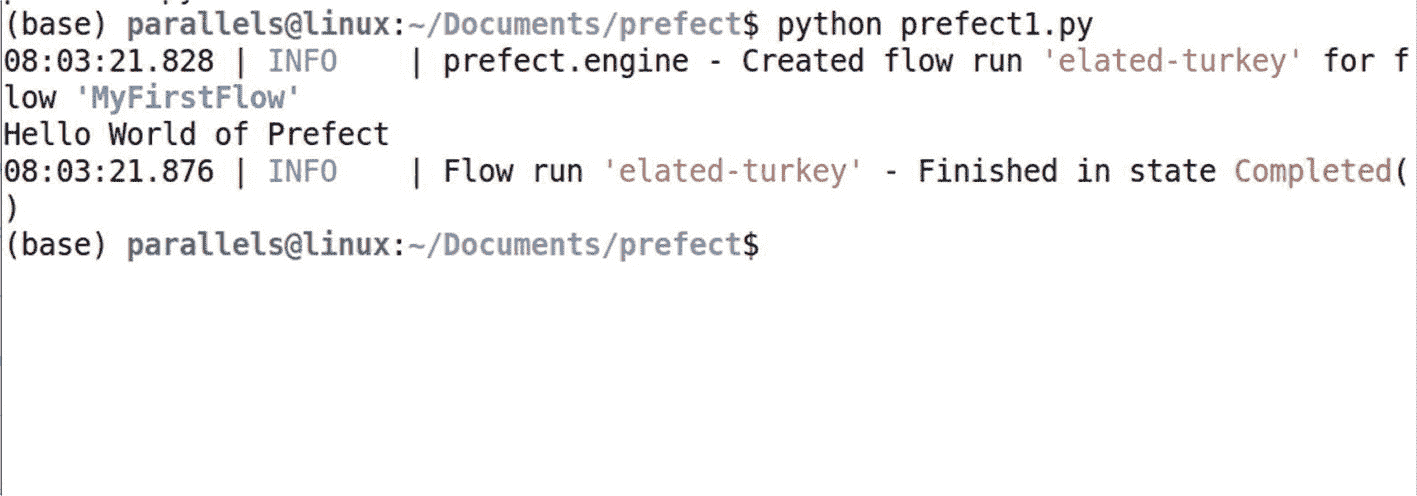 (base) parallels@linux:~/Documents/prefect$ python prefect1.py
08:03:21.828 | INFO    | prefect.engine - Created flow run 'elated-turkey' for f
low 'MyFirstFlow'
Hello World of Prefect
08:03:21.876 | INFO    | Flow run 'elated-turkey' - Finished in state Completed(
)
(base) parallels@linux:~/Documents/prefect$